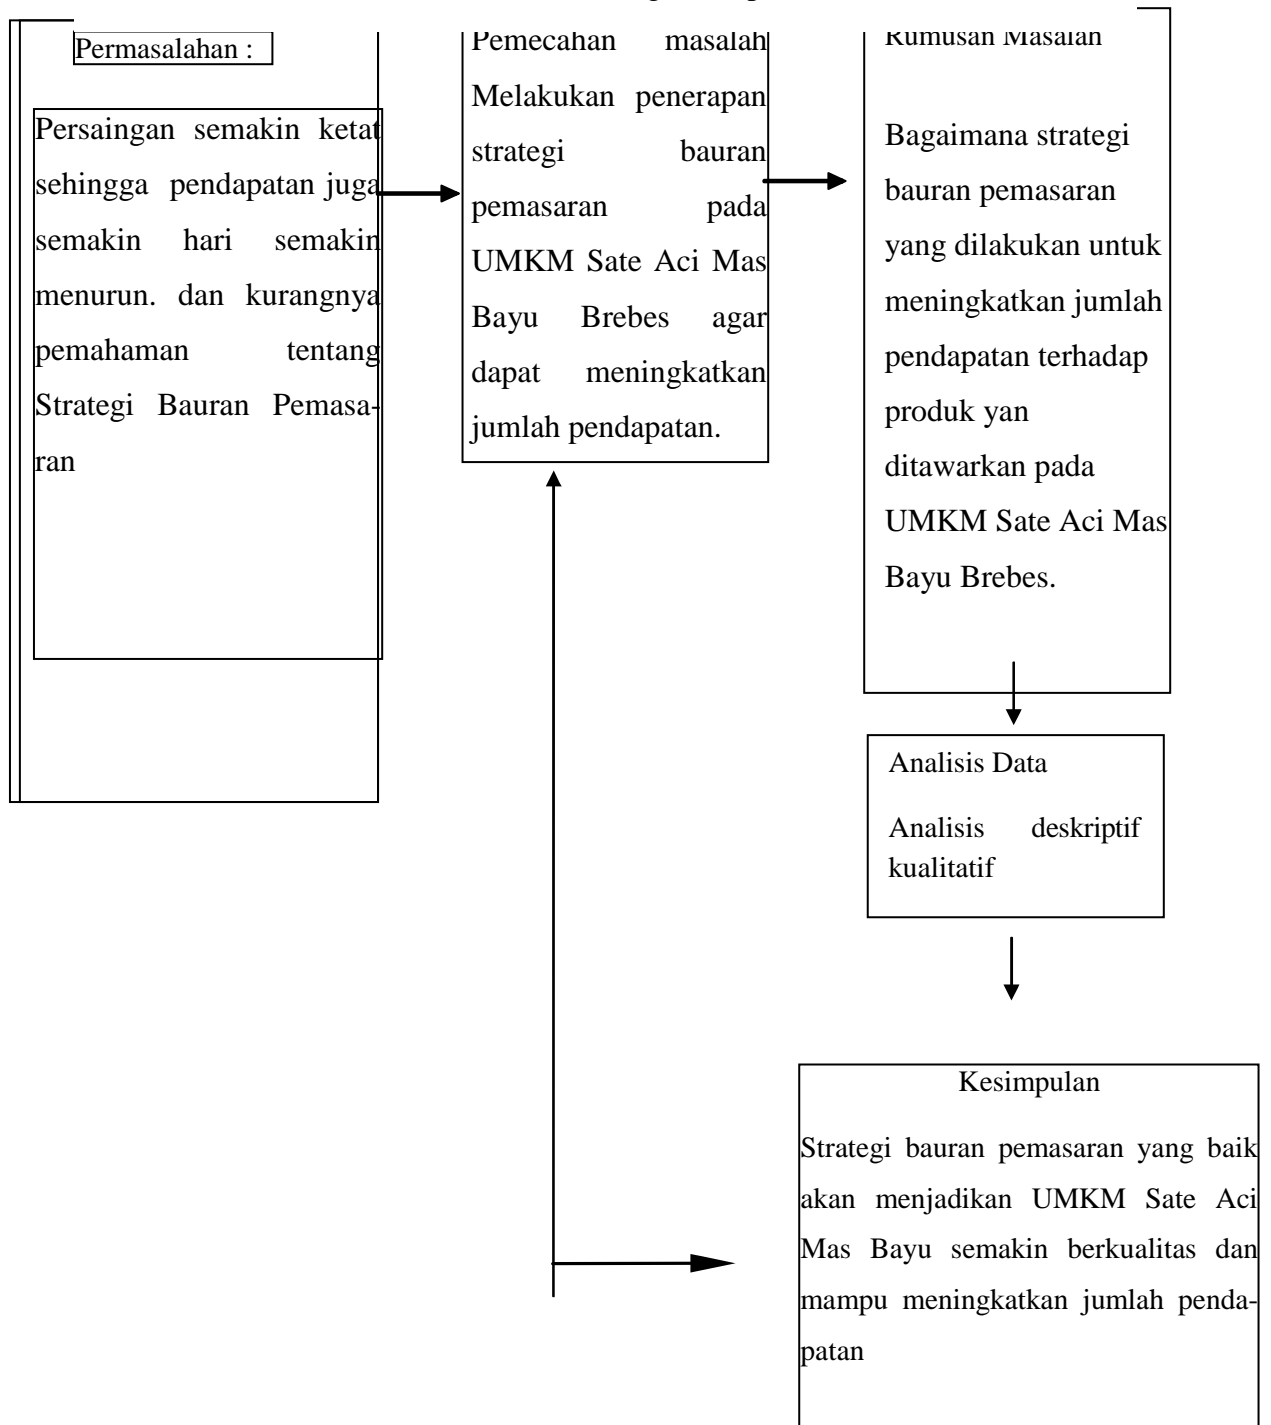 Permasalahan :
Persaingan semakin ketat
sehingga pendapatan juga
semakin hari semakin
menurun. dan kurangnya
pemahaman tentang
Strategi Bauran Pemasa-
ran
Pemecahan masalah
Melakukan penerapan
strategi bauran
pemasaran pada
UMKM Sate Aci Mas
Bayu Brebes agar
dapat meningkatkan
jumlah pendapatan.
Rumusan Masalah
Bagaimana strategi
bauran pemasaran
yang dilakukan untuk
meningkatkan jumlah
pendapatan terhadap
produk yan
ditawarkan pada
UMKM Sate Aci Mas
Bayu Brebes.
Analisis Data
Analisis deskriptif
kualitatif
Kesimpulan
Strategi bauran pemasaran yang baik
akan menjadikan UMKM Sate Aci
Mas Bayu semakin berkualitas dan
mampu meningkatkan jumlah penda-
patan